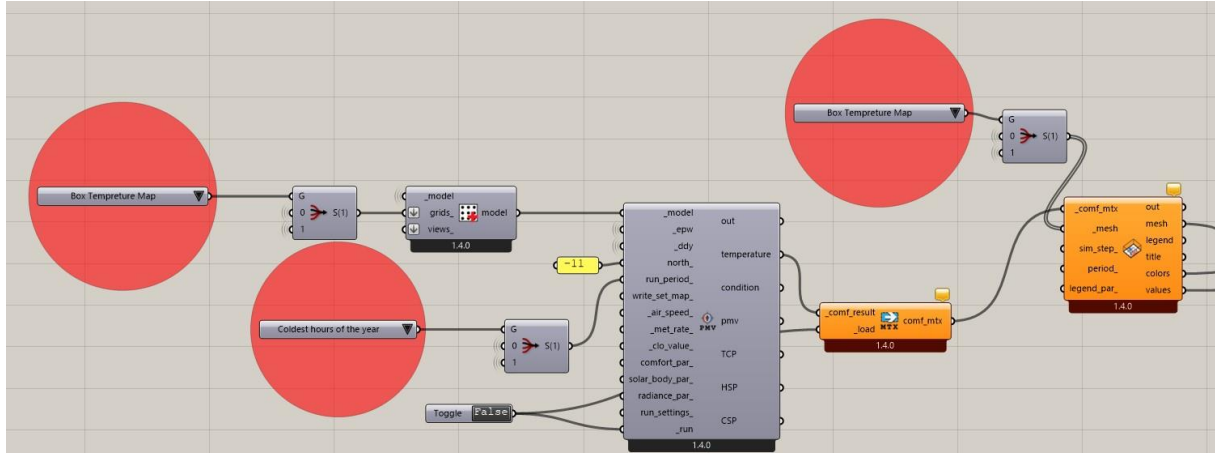 Box Tempreture Map
G
0
1
S(1)
_model
grids_
views_
model
1.4.0
Coldest hours of the year
G
0
1
S(1)
-11
Toggle
False
_model
_epw
_ddy
north_
run_period_
write_set_map_
_air_speed_
_met_rate_
_clo_value_
comfort_par_
solar_body_par_
radiance_par_
run_settings_
_run
PMV
out
temperature
condition
pmv
TCP
HSP
CSP
1.4.0
_comf_result
_load
MTX
comf_mtx
1.4.0
Box Tempreture Map
G
0
1
S(1)
_comf_mtx
_mesh
sim_step_
period_
legend_par_
out
mesh
legend
title
colors
values
1.4.0